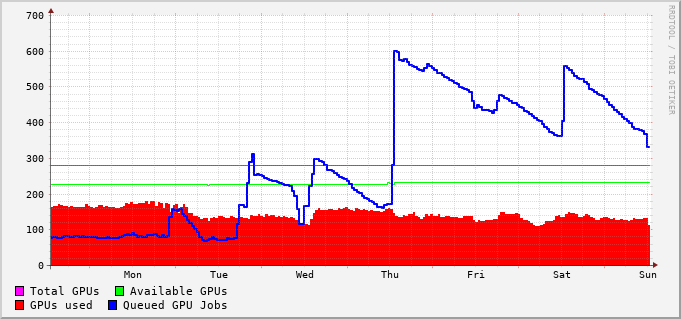 700
600
500
400
300
200
100
0
Mon Tue Wed Thu Fri Sat Sun
RRDTOOL / TOBI OETIKER
Total GPUs Available GPUs
GPUs used Queued GPU Jobs